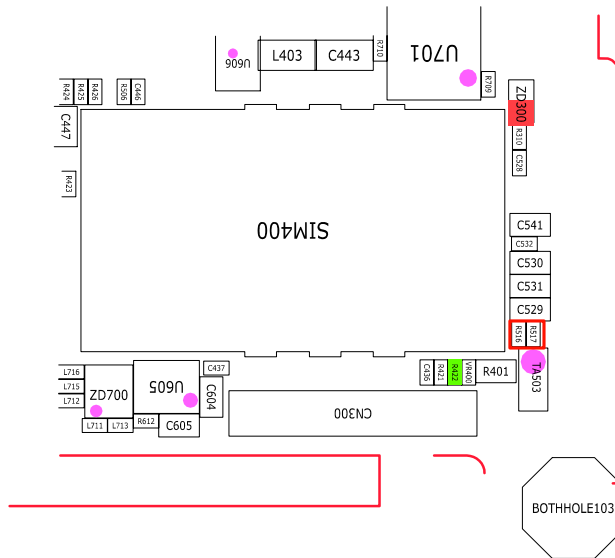 U606
L403
C443
R710
U701
R709
R424
R425
R426
R506
C446
ZD300
C447
R310
C528
R423
SIM400
C541
C532
C530
C531
C529
R516
R517
L716
L715
L712
ZD700
U605
C437
C604
C436
R421
R422
VR400
R401
TA503
CN300
L711
L713
R612
C605
BOTHHOLE103